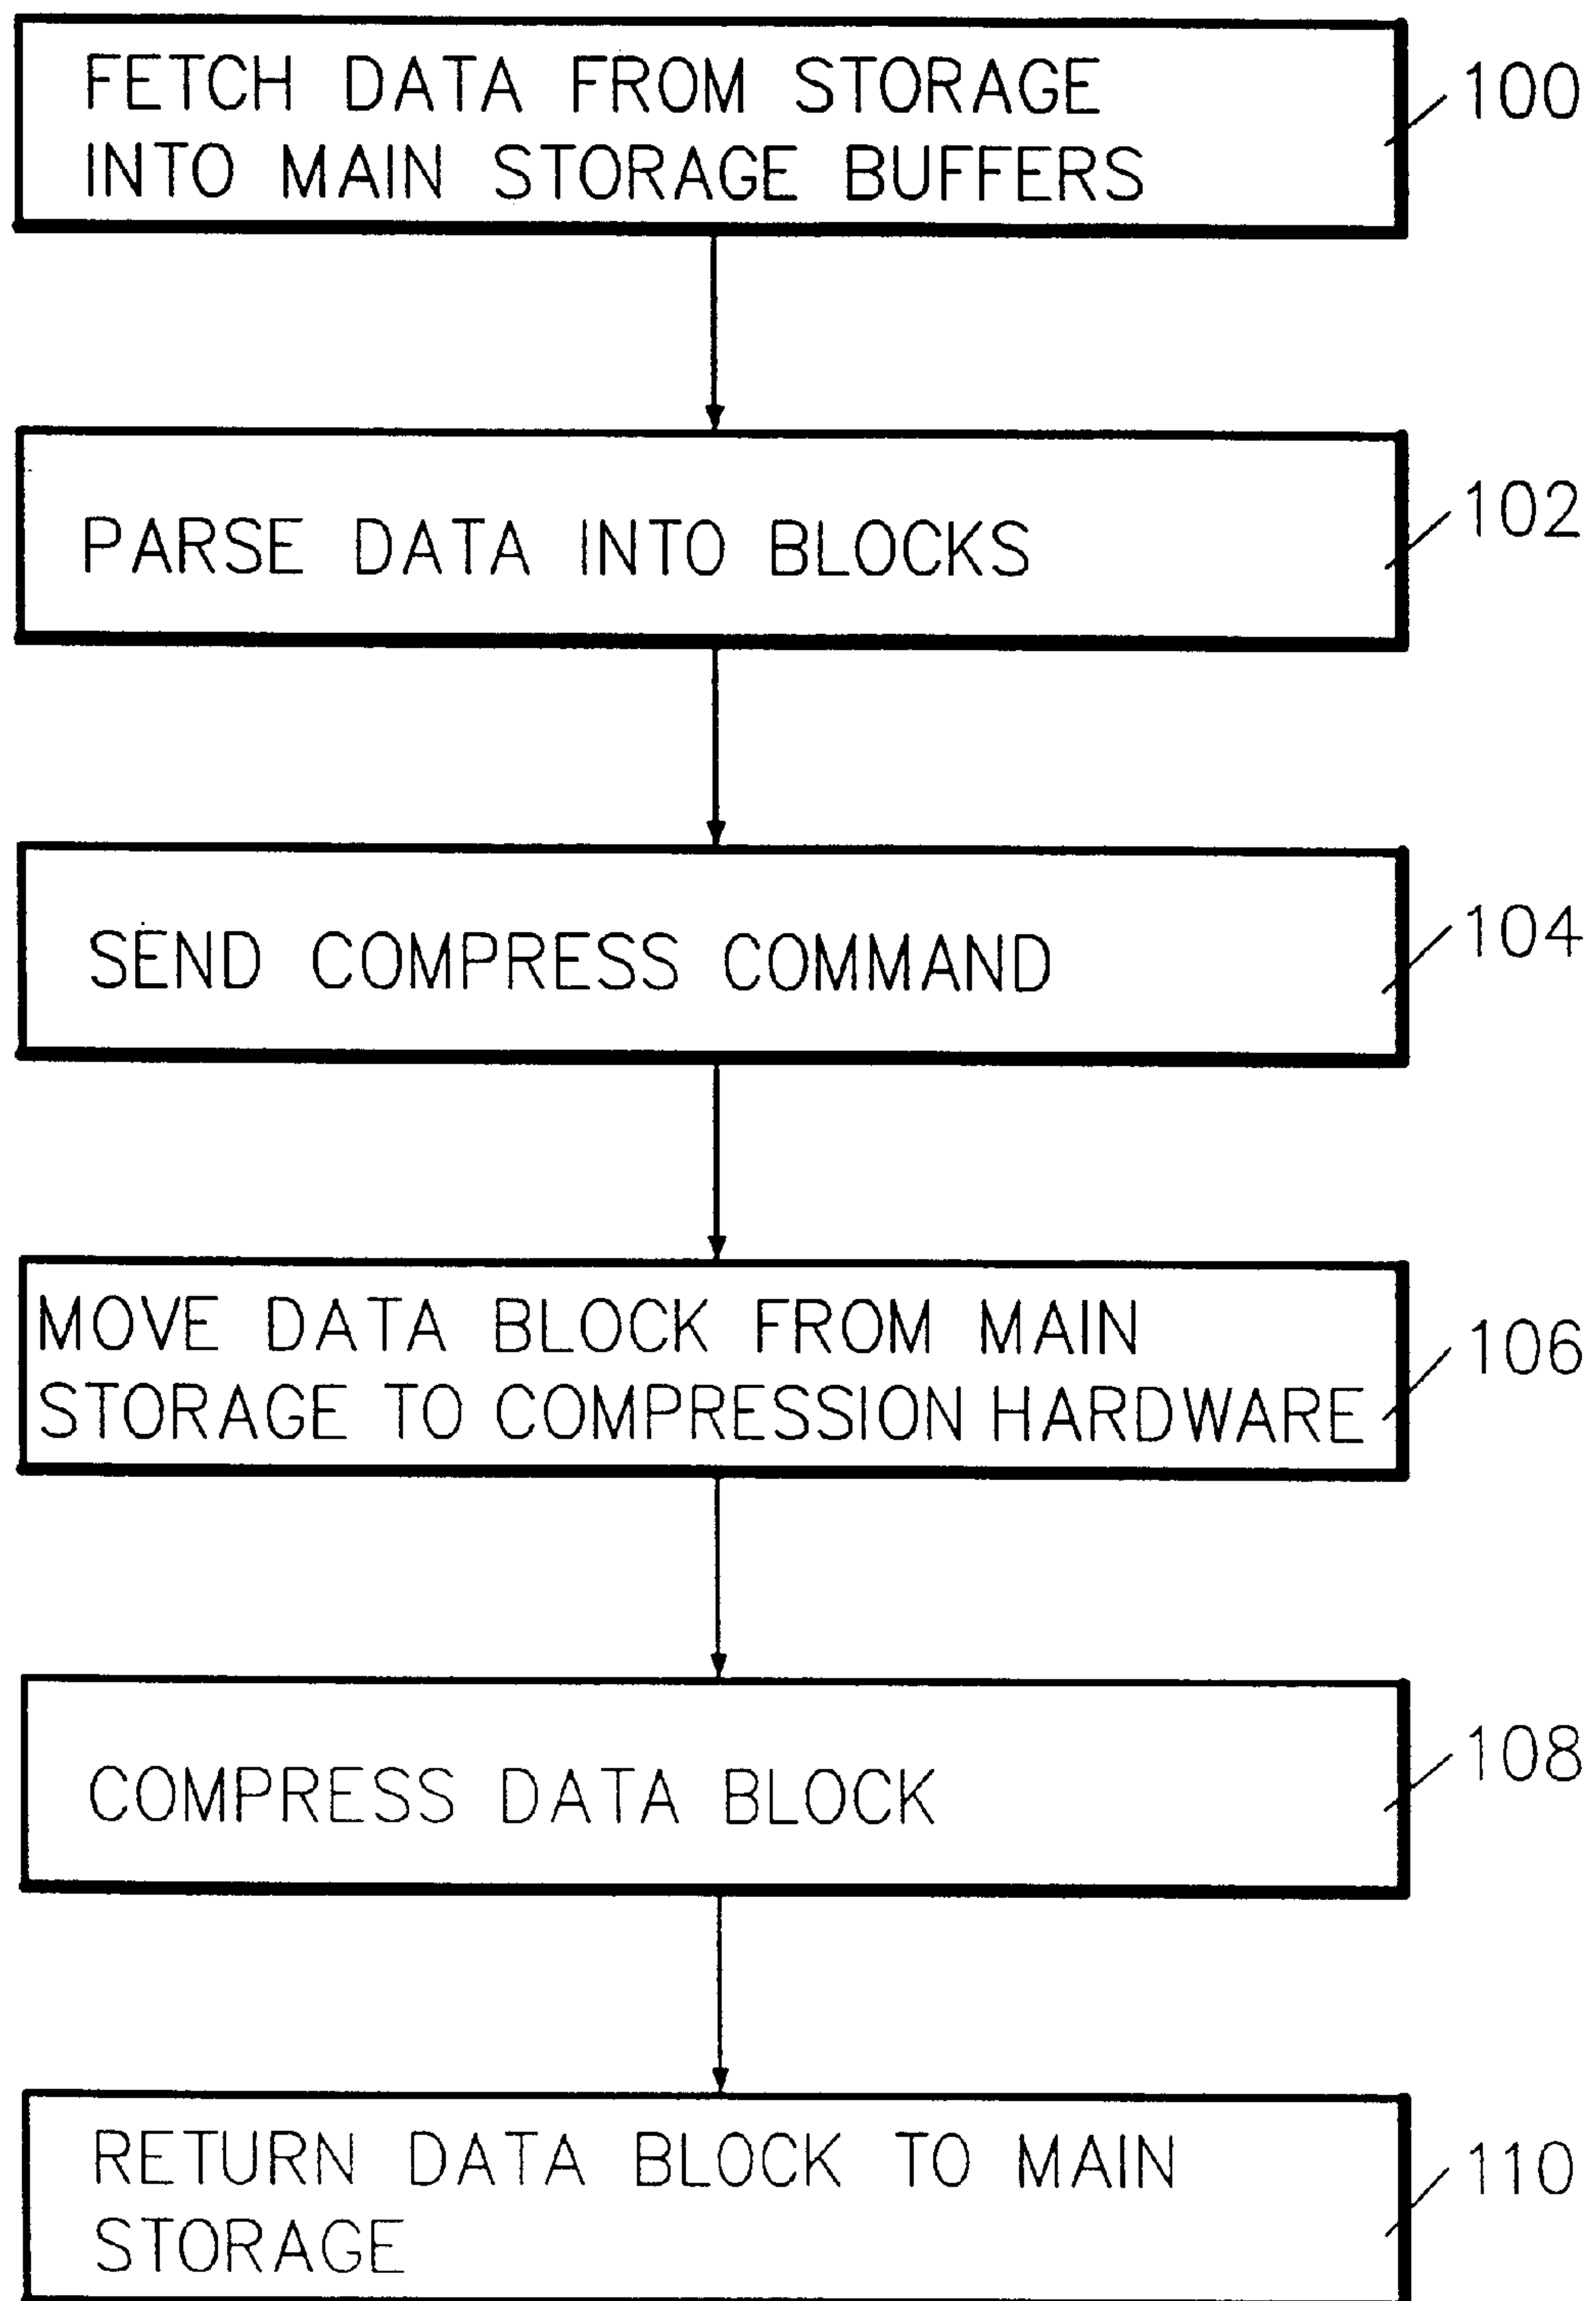 FETCH DATA FROM STORAGE
INTO MAIN STORAGE BUFFERS
100
PARSE DATA INTO BLOCKS
102
SEND COMPRESS COMMAND
104
MOVE DATA BLOCK FROM MAIN
STORAGE TO COMPRESSION HARDWARE
106
COMPRESS DATA BLOCK
108
RETURN DATA BLOCK TO MAIN
STORAGE
110